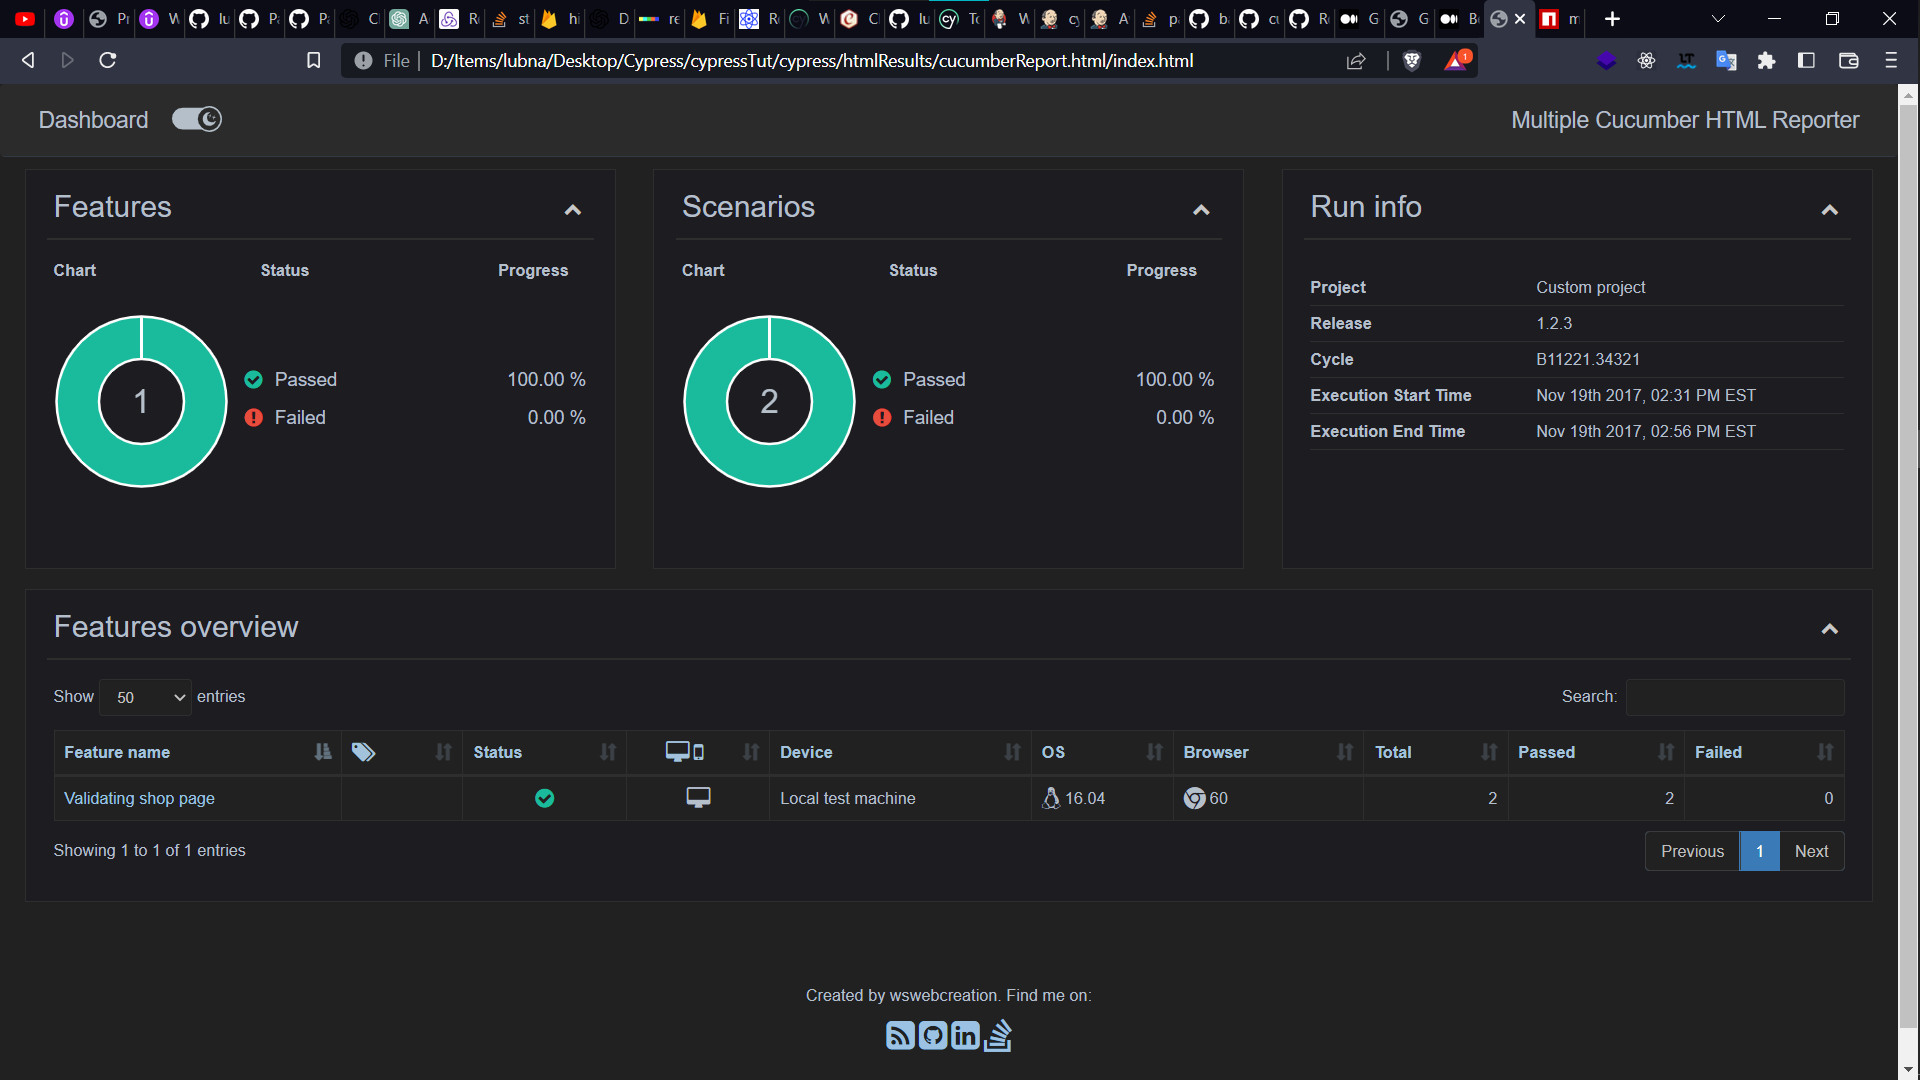 File D:/Items/lubna/Desktop/Cypress/cypressTut/cypress/htmlResults/cucumberReport.html/index.html
Dashboard
Multiple Cucumber HTML Reporter
Features
Chart Status Progress
1
Passed 100.00 %
Failed 0.00 %
Scenarios
Chart Status Progress
2
Passed 100.00 %
Failed 0.00 %
Run info
Project Custom project
Release 1.2.3
Cycle B11221.34321
Execution Start Time Nov 19th 2017, 02:31 PM EST
Execution End Time Nov 19th 2017, 02:56 PM EST
Features overview
Show 50 entries
Search:
Feature name Status Device OS Browser Total Passed Failed
Validating shop page Local test machine 16.04 60 2 2 0
Showing 1 to 1 of 1 entries
Previous 1 Next
Created by wswebcreation. Find me on: